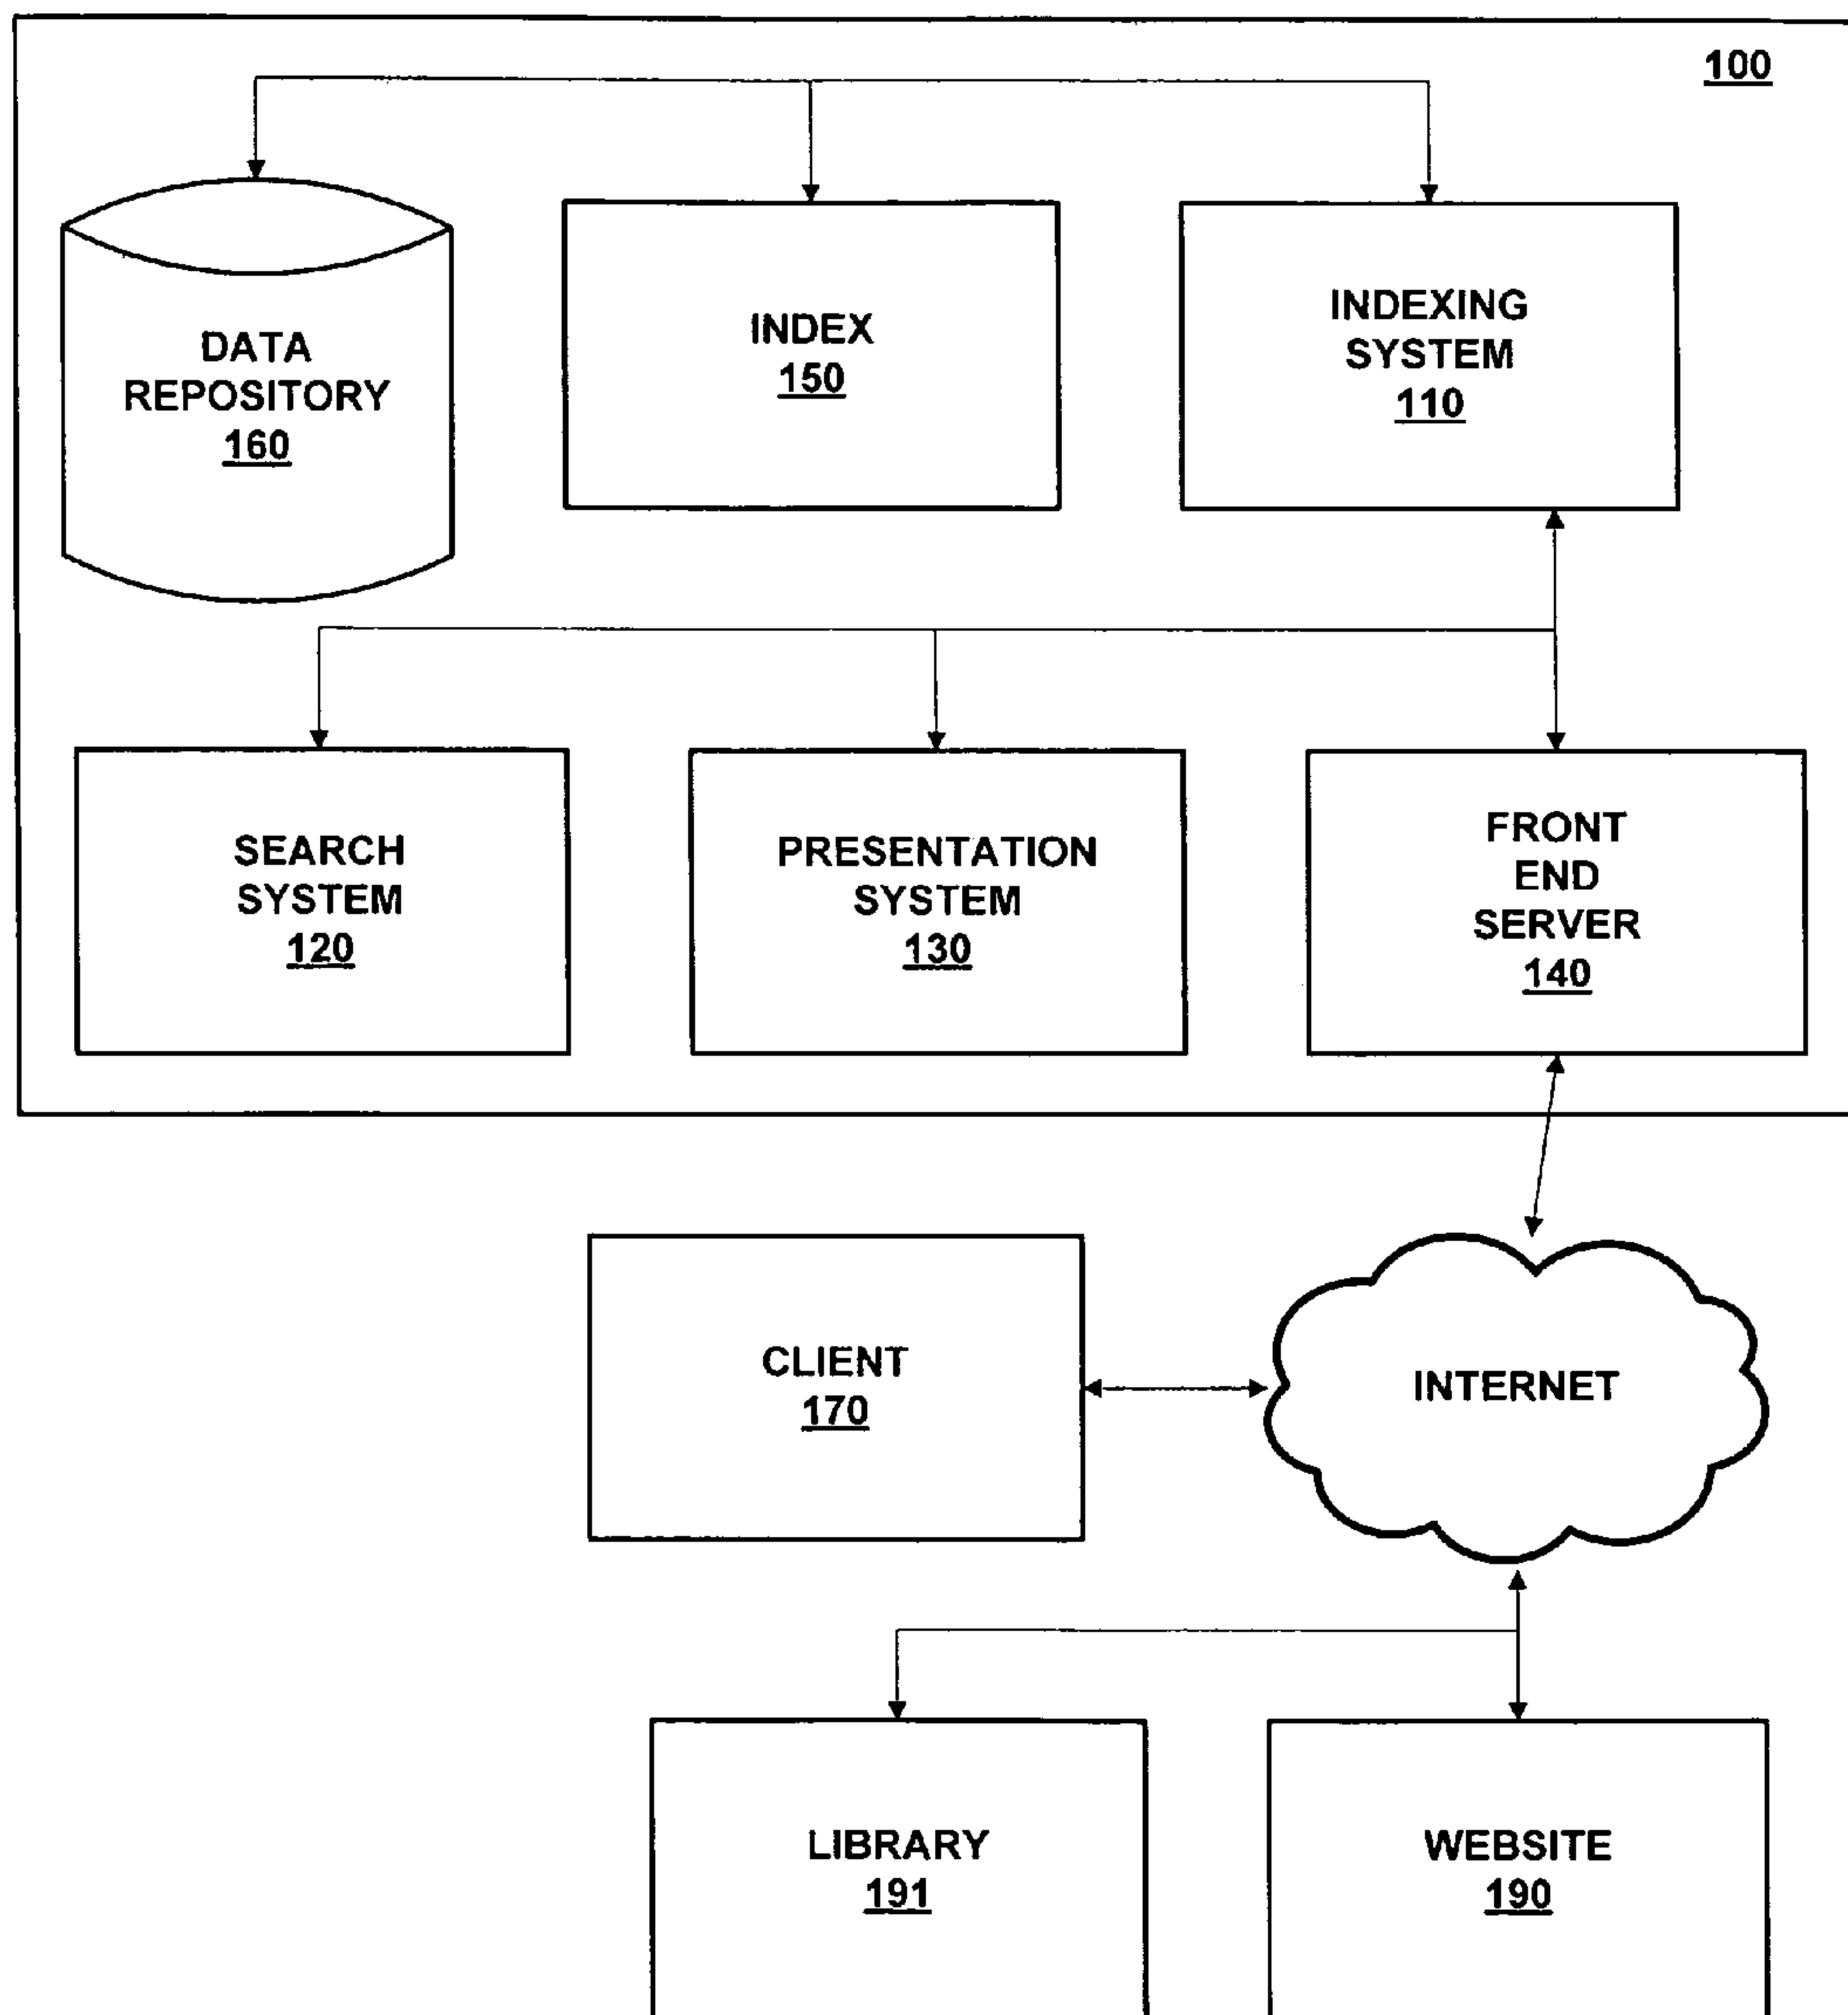 100
DATA
REPOSITORY
160
INDEX
150
INDEXING
SYSTEM
110
SEARCH
SYSTEM
120
PRESENTATION
SYSTEM
130
FRONT
END
SERVER
140
CLIENT
170
INTERNET
LIBRARY
191
WEBSITE
190